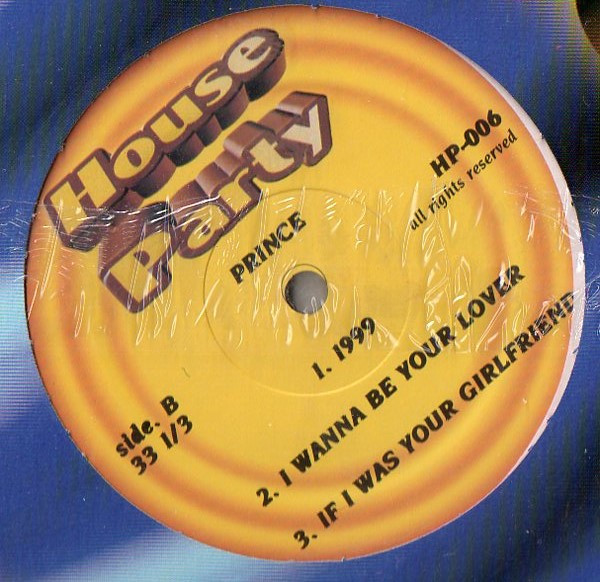 House
Party
HP-006
all rights reserved
PRINCE
1. 1999
2. I WANNA BE YOUR LOVER
3. IF I WAS YOUR GIRLFRIEND
side. B
33 1/3